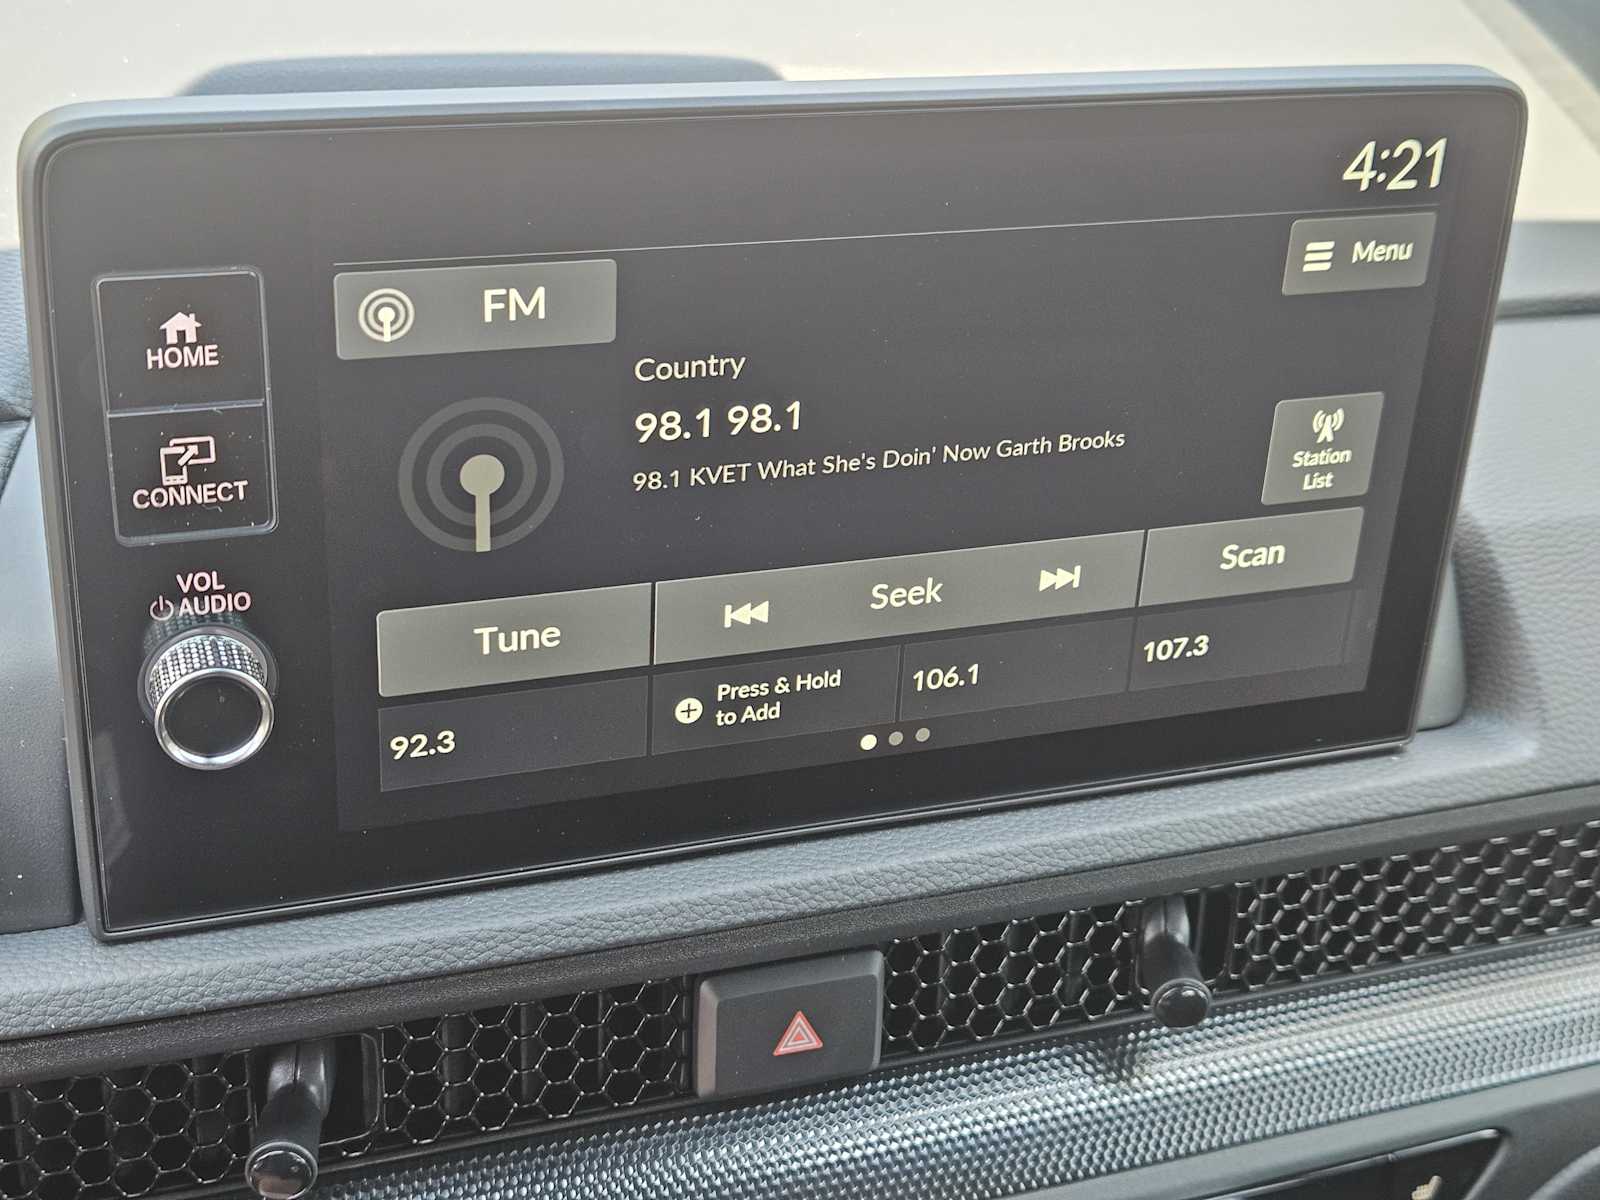 4:21
Menu
HOME
FM
Country
98.1 98.1
98.1 KVET What She's Doin' Now Garth Brooks
Station
List
CONNECT
VOL
AUDIO
Tune
Seek
Scan
92.3
Press & Hold
to Add
106.1
107.3